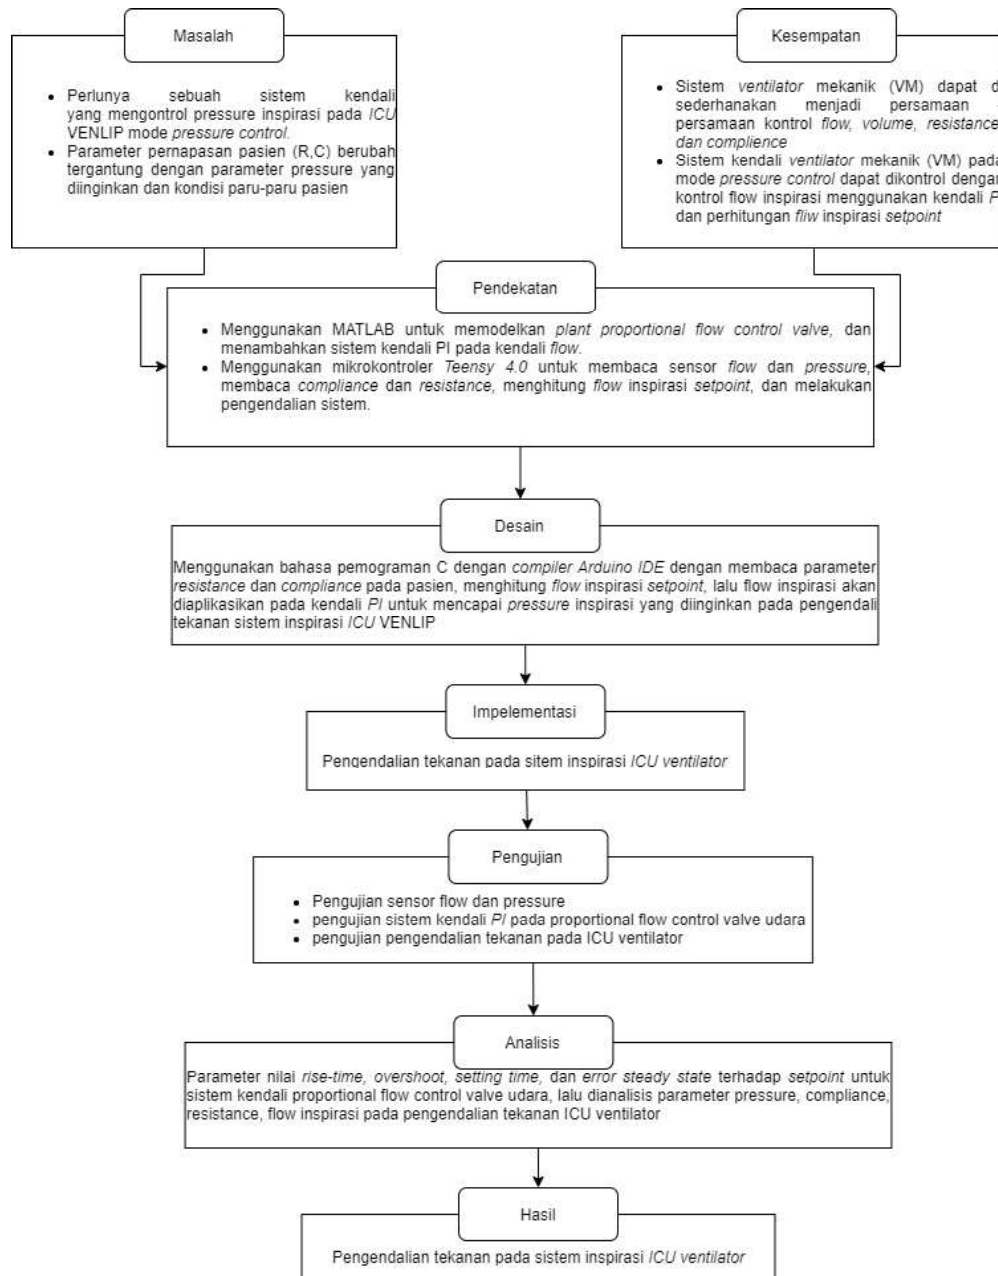 Masalah
Perlunya sebuah sistem kendali
yang mengontrol pressure inspirasi pada ICU
VENLIP mode pressure control.
Parameter pernapasan pasien (R,C) berubah
tergantung dengan parameter pressure yang
diinginkan dan kondisi paru-paru pasien
Kesempatan
Sistem ventilator mekanik (VM) dapat d
sederhanakan menjadi persamaan
persamaan kontrol flow, volume, resistance
dan complience
Sistem kendali ventilator mekanik (VM) pada
mode pressure control dapat dikontrol dengan
kontrol flow inspirasi menggunakan kendali P
dan perhitungan fliw inspirasi setpoint
Pendekatan
Menggunakan MATLAB untuk memodelkan plant proportional flow control valve, dan
menambahkan sistem kendali PI pada kendali flow.
Menggunakan mikrokontroler Teensy 4.0 untuk membaca sensor flow dan pressure,
membaca compliance dan resistance, menghitung flow inspirasi setpoint, dan melakukan
pengendalian sistem.
Desain
Menggunakan bahasa pemograman C dengan compiler Arduino IDE dengan membaca parameter
resistance dan compliance pada pasien, menghitung flow inspirasi setpoint, lalu flow inspirasi akan
diaplikasikan pada kendali PI untuk mencapai pressure inspirasi yang diinginkan pada pengendali
tekanan sistem inspirasi ICU VENLIP
Impelementasi
Pengendalian tekanan pada sitem inspirasi ICU ventilator
Pengujian
Pengujian sensor flow dan pressure
pengujian sistem kendali PI pada proportional flow control valve udara
pengujian pengendalian tekanan pada ICU ventilator
Analisis
Parameter nilai rise-time, overshoot, setting time, dan error steady state terhadap setpoint untuk
sistem kendali proportional flow control valve udara, lalu dianalisis parameter pressure, compliance,
resistance, flow inspirasi pada pengendalian tekanan ICU ventilator
Hasil
Pengendalian tekanan pada sistem inspirasi ICU ventilator